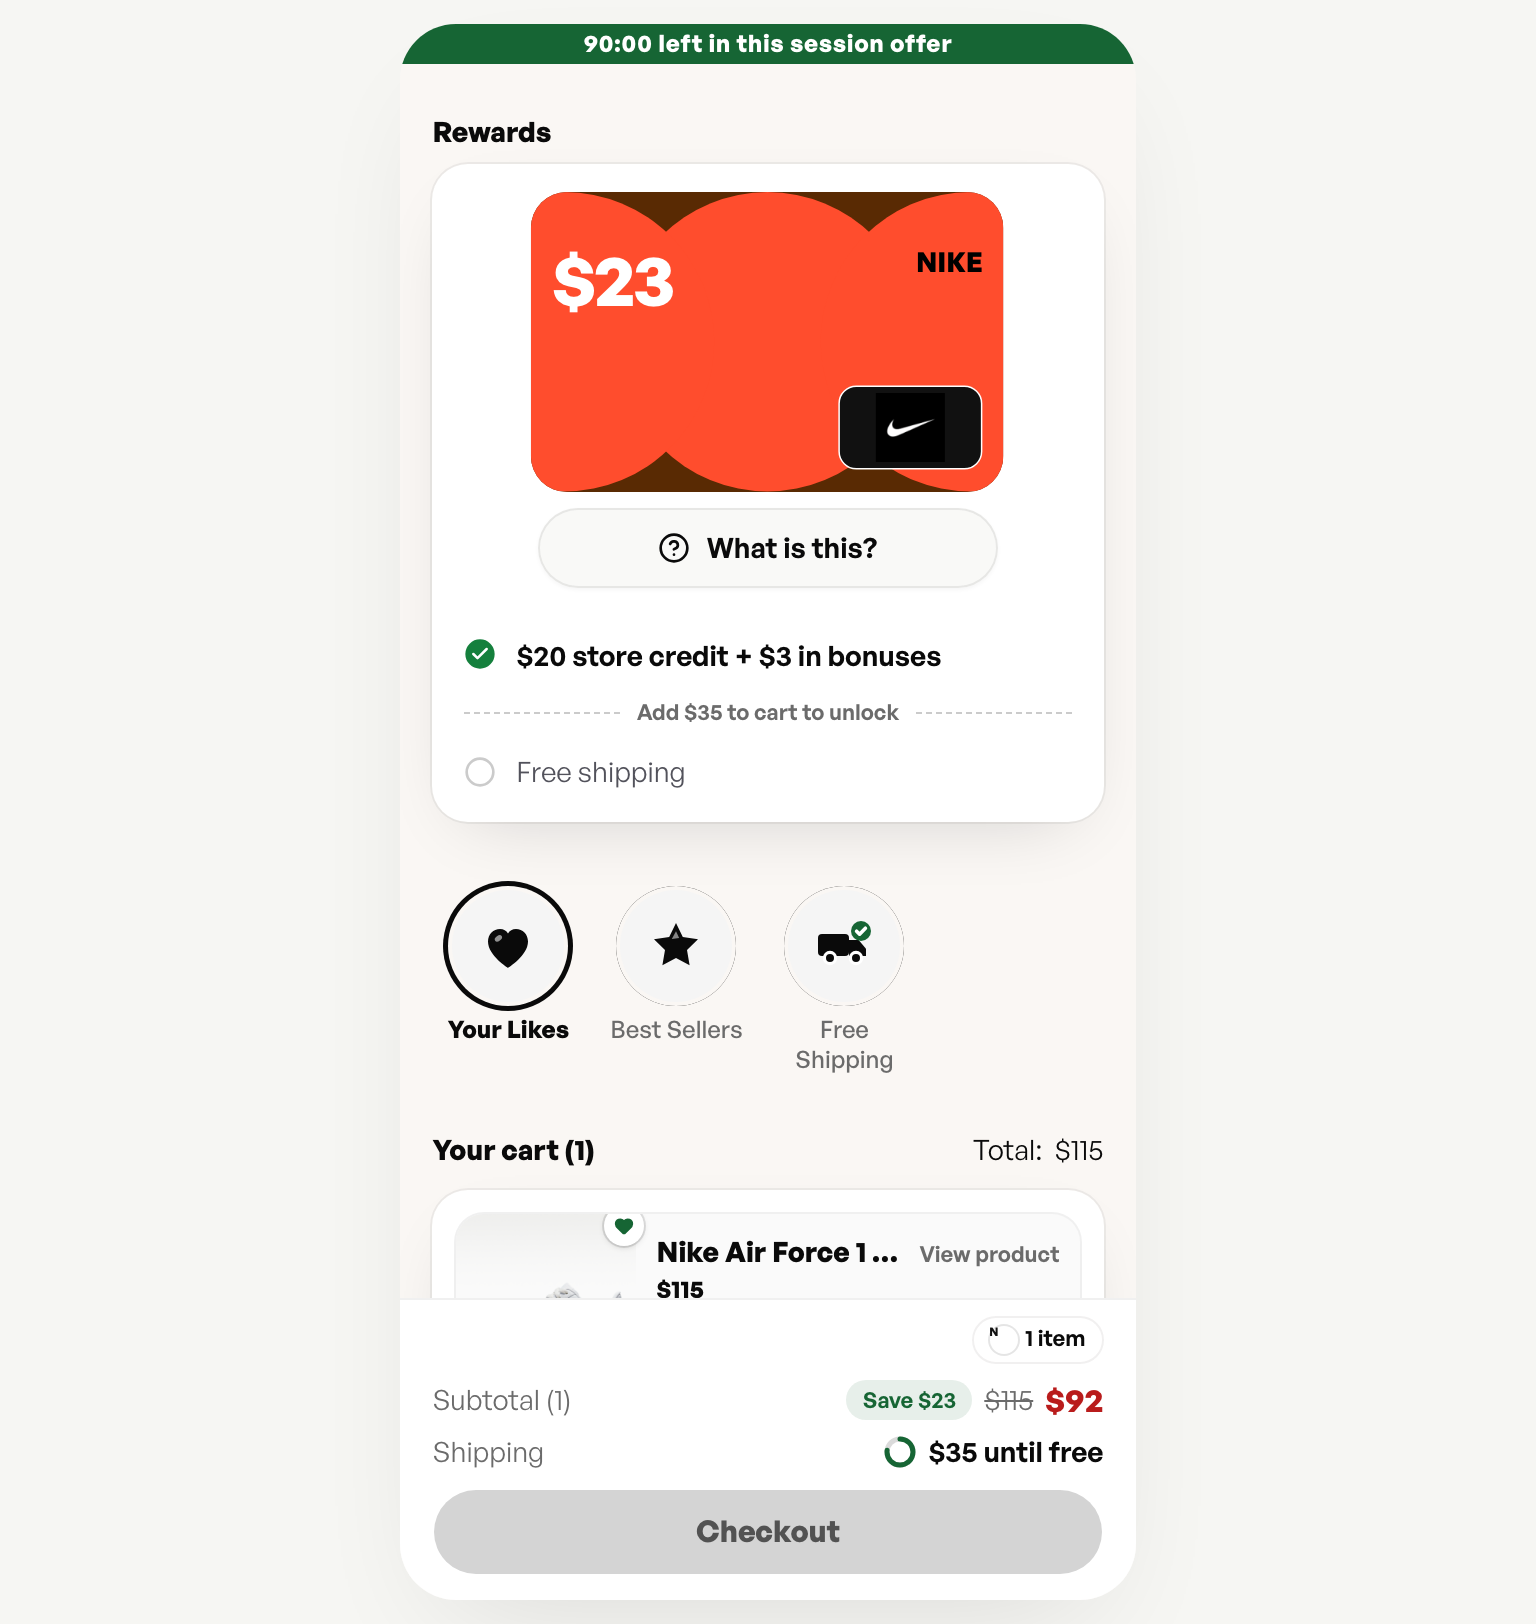 90:00 left in this session offer
Rewards
$23
NIKE
What is this?
$20 store credit + $3 in bonuses
Add $35 to cart to unlock
Free shipping
Your Likes
Best Sellers
Free
Shipping
Your cart (1)
Total: $115
Nike Air Force 1 ...
View product
$115
N
1 item
Subtotal (1)
Save $23
$115
$92
Shipping
$35 until free
Checkout